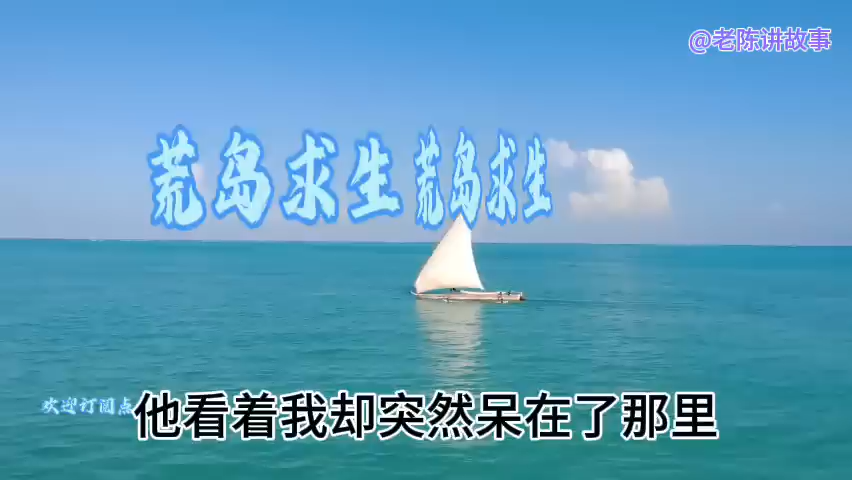 @老陈讲故事
荒岛求生 荒岛求生
欢迎订阅点
他看着我却突然呆在了那里